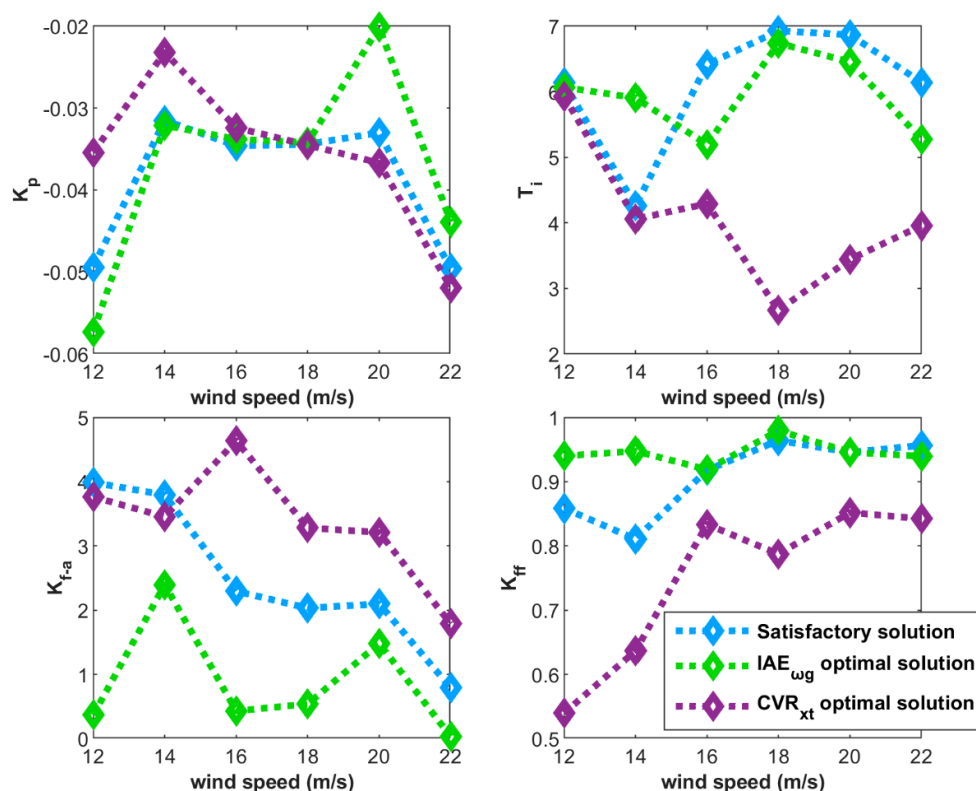 -0.02
-0.03
-0.04
-0.05
-0.06
K_p
12 14 16 18 20 22
wind speed (m/s)
7
6
5
4
3
2
T_i
12 14 16 18 20 22
wind speed (m/s)
5
4
3
2
1
0
K_f-a
12 14 16 18 20 22
wind speed (m/s)
1
0.9
0.8
0.7
0.6
0.5
K_ff
12 14 16 18 20 22
wind speed (m/s)
Satisfactory solution
IAE_ωg optimal solution
CVR_xt optimal solution